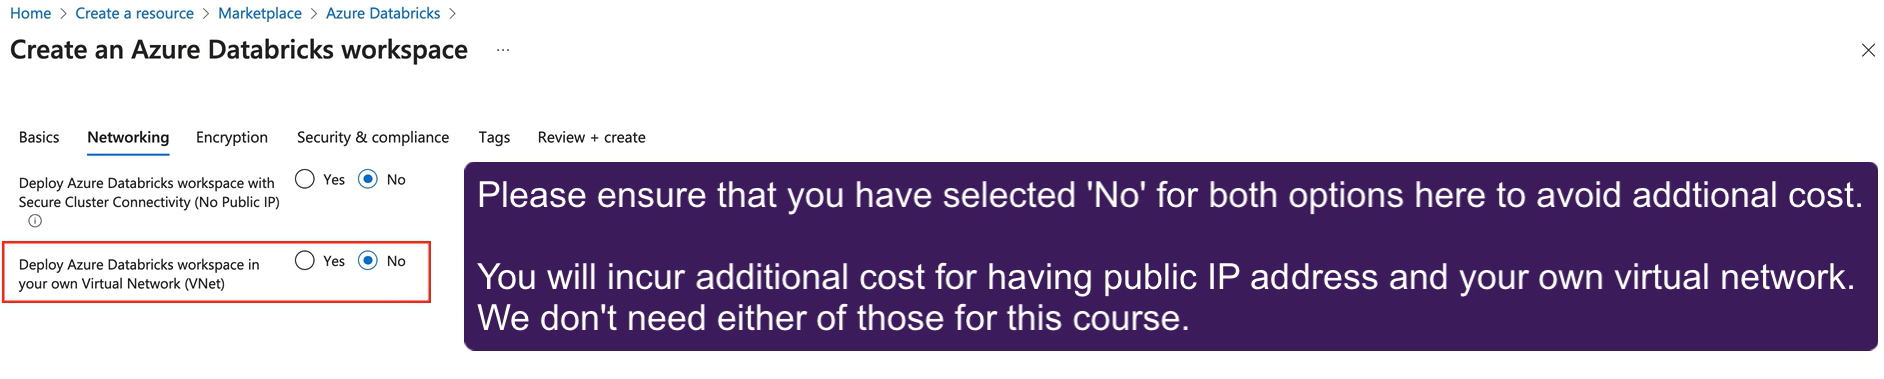 Home > Create a resource > Marketplace > Azure Databricks >
Create an Azure Databricks workspace ...
Basics Networking Encryption Security & compliance Tags Review + create
Deploy Azure Databricks workspace with
Secure Cluster Connectivity (No Public IP)
Yes No
Deploy Azure Databricks workspace in
your own Virtual Network (VNet)
Yes No
Please ensure that you have selected 'No' for both options here to avoid addtional cost.
You will incur additional cost for having public IP address and your own virtual network.
We don't need either of those for this course.